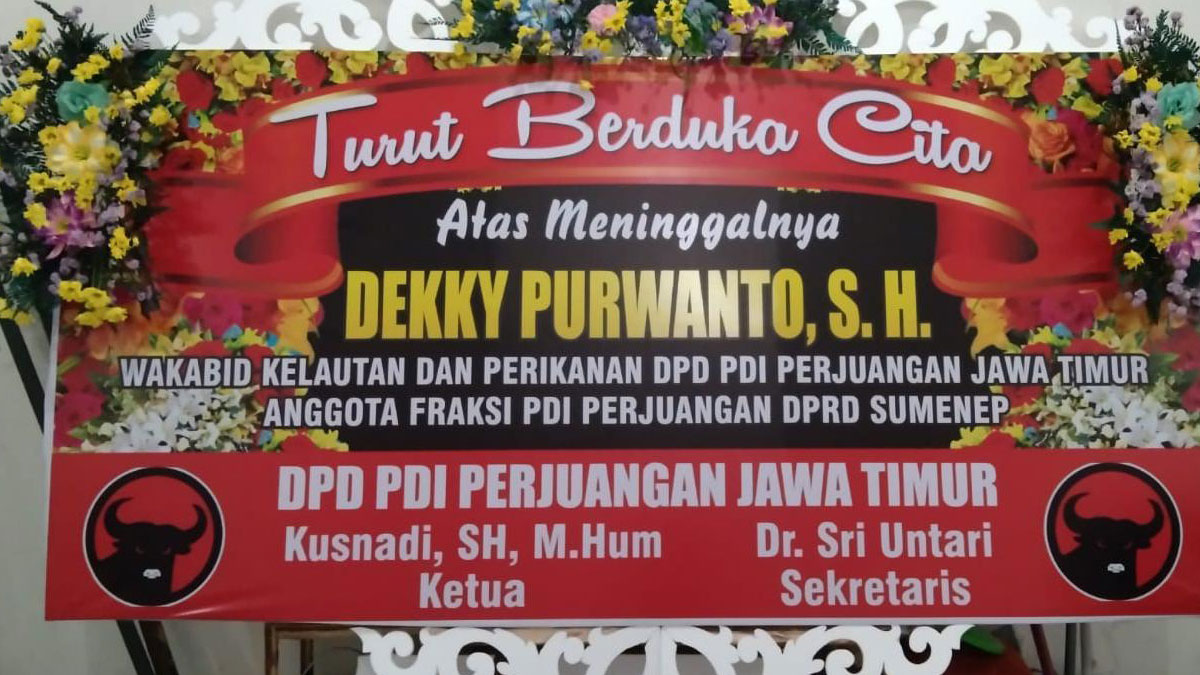 Turut Berduka Cita
Atas Meninggalnya
DEKKY PURWANTO, S. H.
WAKABID KELAUTAN DAN PERIKANAN DPD PDI PERJUANGAN JAWA TIMUR
ANGGOTA FRAKSI PDI PERJUANGAN DPRD SUMENEP
DPD PDI PERJUANGAN JAWA TIMUR
Kusnadi, SH, M.Hum
Ketua
Dr. Sri Untari
Sekretaris